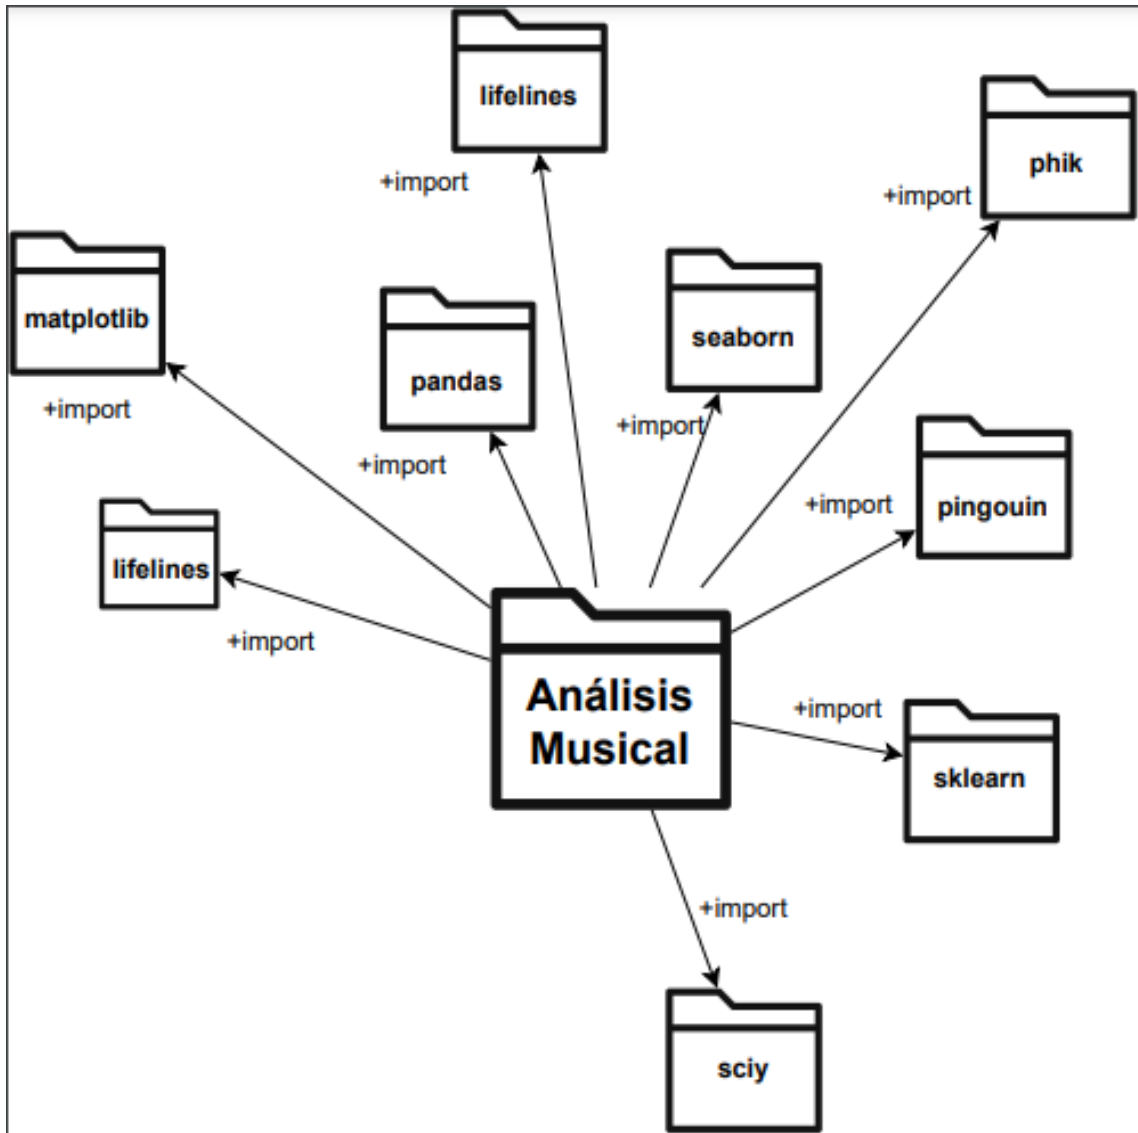 lifelines
+import
phik
+import
matplotlib
+import
pandas
+import
seaborn
+import
pingouin
+import
lifelines
+import
Análisis
Musical
+import
sklearn
+import
sciy